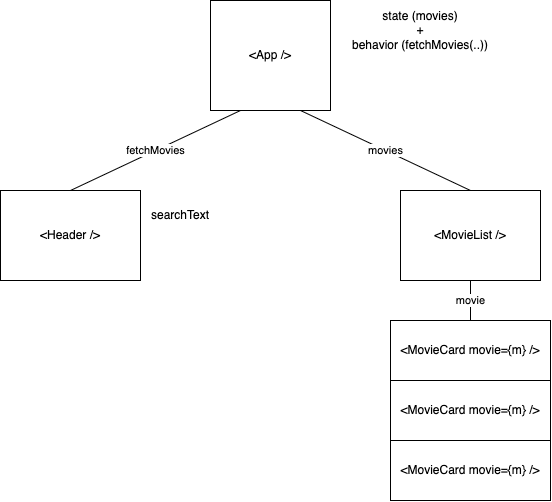 state (movies)
+
behavior (fetchMovies(..))
<App />
fetchMovies
movies
<Header />
searchText
<MovieList />
movie
<MovieCard movie={m} />
<MovieCard movie={m} />
<MovieCard movie={m} />